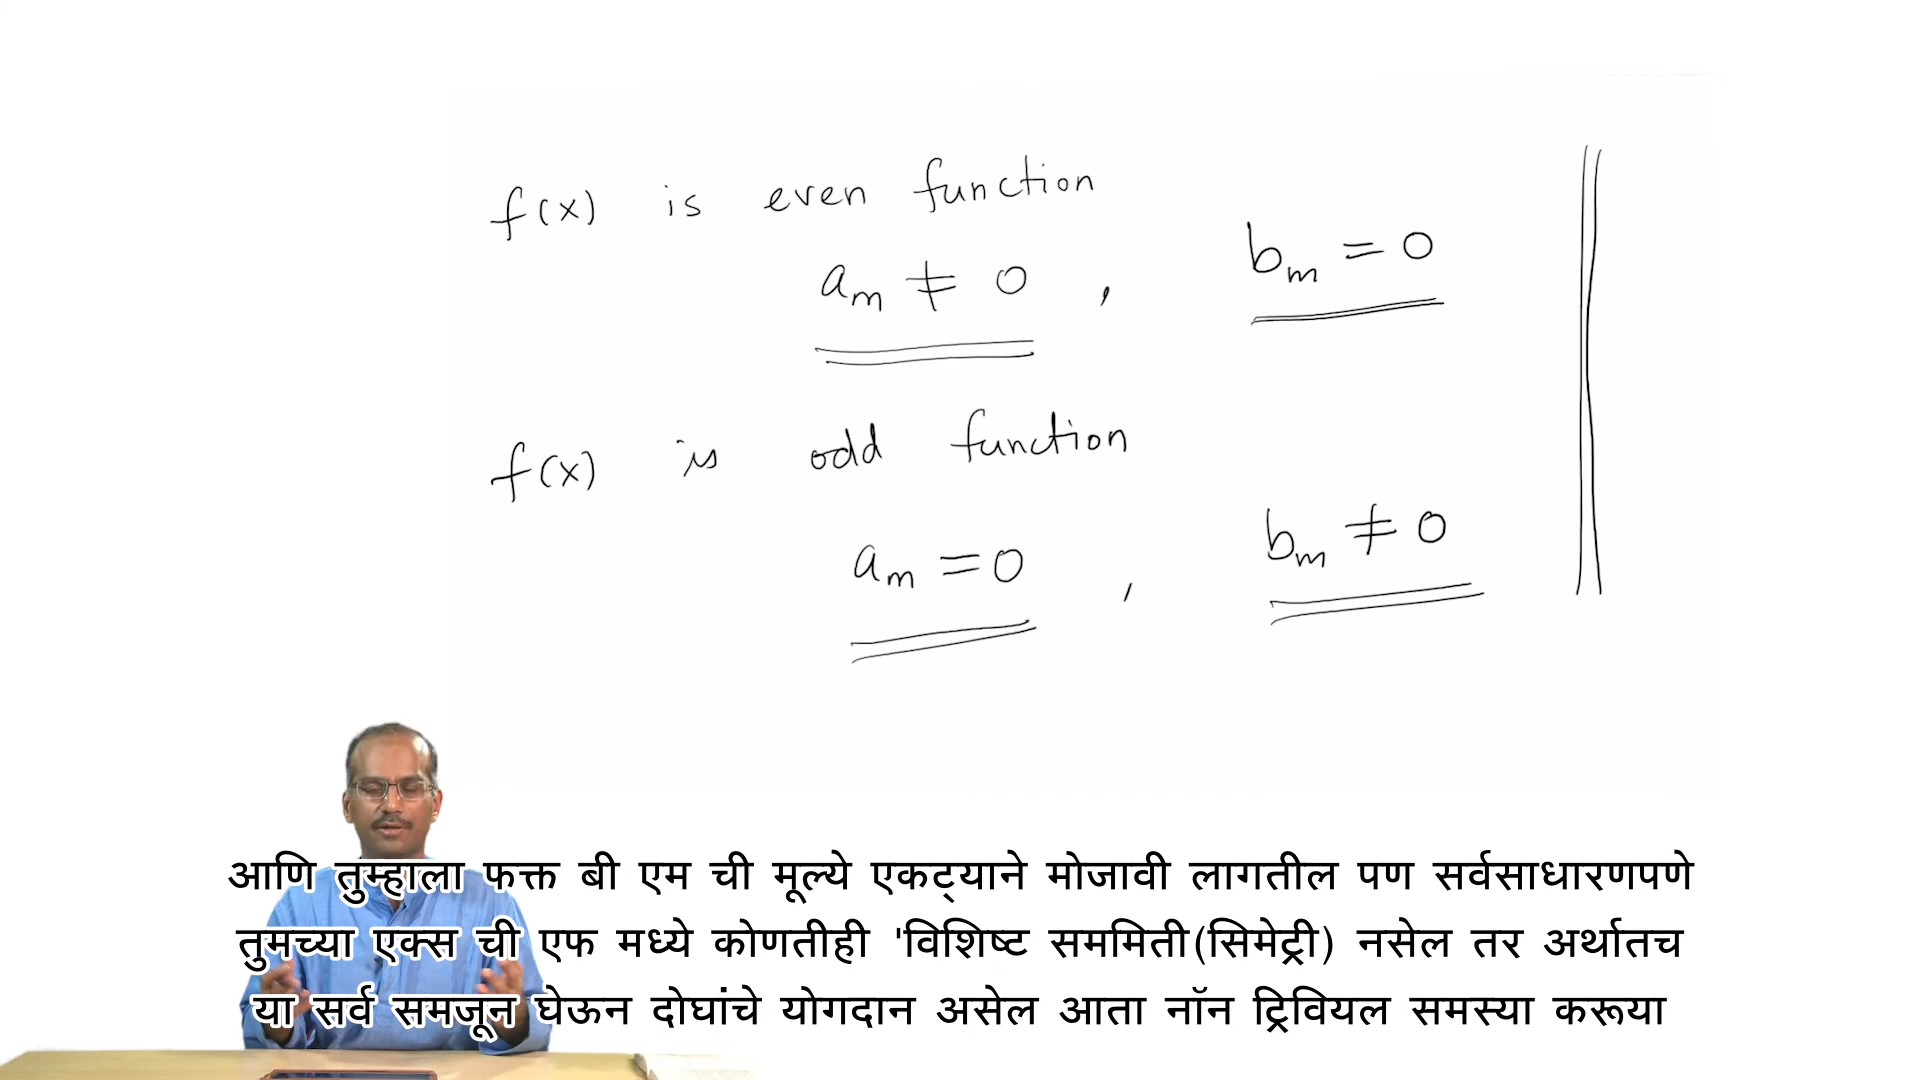 f(x) is even function
aₘ ≠ 0 , bₘ = 0
f(x) is odd function
aₘ = 0 , bₘ ≠ 0
आणि तुम्हाला फक्त बी एम ची मूल्ये एकट्याने मोजावी लागतील पण सर्वसाधारणपणे
तुमच्या एक्स ची एफ मध्ये कोणतीही 'विशिष्ट सममिती(सिमेट्री) नसेल तर अर्थातच
या सर्व समजून घेऊन दोघांचे योगदान असेल आता नॉन ट्रिवियल समस्या करूया